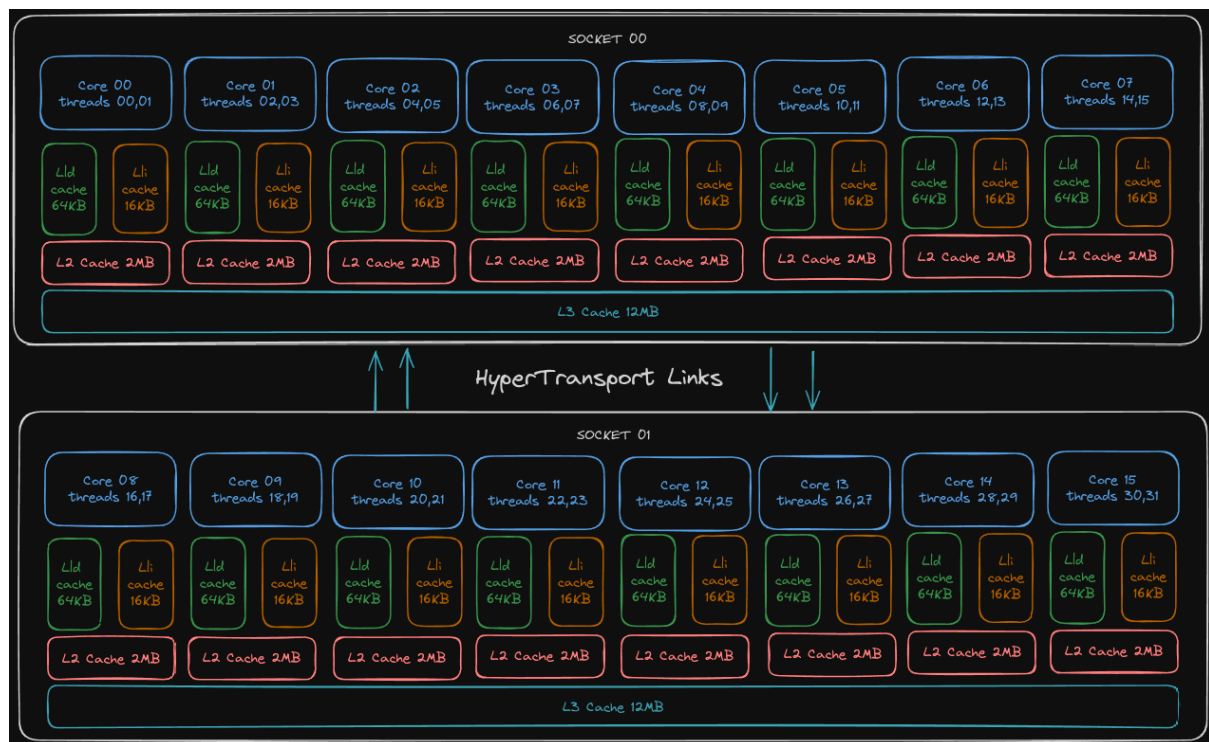 SOCKET 00
Core 00
threads 00,01
Core 01
threads 02,03
Core 02
threads 04,05
Core 03
threads 06,07
Core 04
threads 08,09
Core 05
threads 10,11
Core 06
threads 12,13
Core 07
threads 14,15
L1d
cache
64KB
L1i
cache
16KB
L1d
cache
64KB
L1i
cache
16KB
L1d
cache
64KB
L1i
cache
16KB
L1d
cache
64KB
L1i
cache
16KB
L1d
cache
64KB
L1i
cache
16KB
L1d
cache
64KB
L1i
cache
16KB
L1d
cache
64KB
L1i
cache
16KB
L1d
cache
64KB
L1i
cache
16KB
L2 Cache 2MB
L2 Cache 2MB
L2 Cache 2MB
L2 Cache 2MB
L2 Cache 2MB
L2 Cache 2MB
L2 Cache 2MB
L2 Cache 2MB
L3 Cache 12MB
HyperTransport Links
SOCKET 01
Core 08
threads 16,17
Core 09
threads 18,19
Core 10
threads 20,21
Core 11
threads 22,23
Core 12
threads 24,25
Core 13
threads 26,27
Core 14
threads 28,29
Core 15
threads 30,31
L1d
cache
64KB
L1i
cache
16KB
L1d
cache
64KB
L1i
cache
16KB
L1d
cache
64KB
L1i
cache
16KB
L1d
cache
64KB
L1i
cache
16KB
L1d
cache
64KB
L1i
cache
16KB
L1d
cache
64KB
L1i
cache
16KB
L1d
cache
64KB
L1i
cache
16KB
L1d
cache
64KB
L1i
cache
16KB
L2 Cache 2MB
L2 Cache 2MB
L2 Cache 2MB
L2 Cache 2MB
L2 Cache 2MB
L2 Cache 2MB
L2 Cache 2MB
L2 Cache 2MB
L3 Cache 12MB